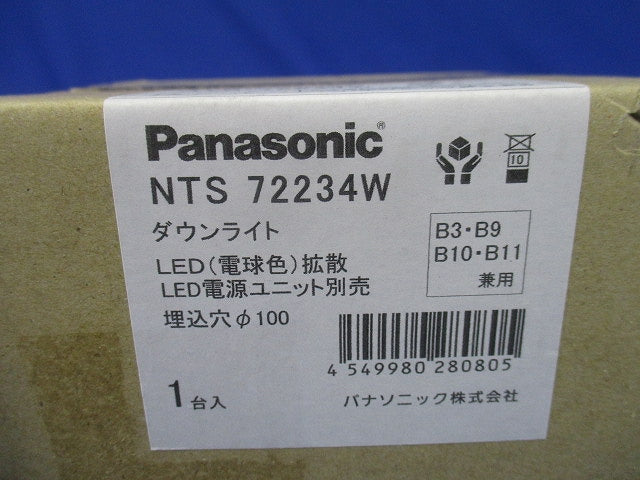 Panasonic®
NTS 72234W
10
ダウンライト
B3・B9
B10・B11
兼用
LED(電球色)拡散
LED電源ユニット別売
埋込穴φ100
4 549980 280805
1台入
パナソニック株式会社